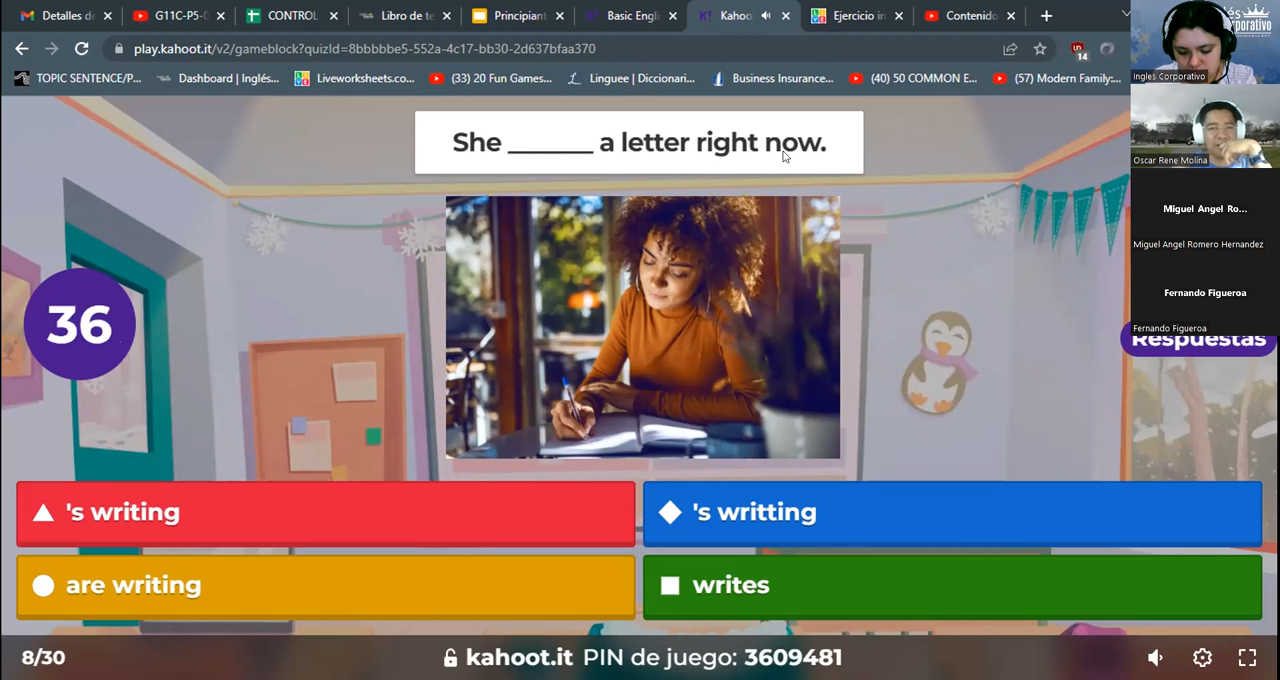 Detalles de
G11C-P5-
CONTROL
Libro de te
Principiant
Basic Engl
Kahoo
Ejercicio in
Contenido
play.kahoot.it/v2/gameblock?quizId=8bbbbbe5-552a-4c17-bb30-2d637bfaa370
14
TOPIC SENTENCE/P...
Dashboard | Inglés...
Liveworksheets.co...
(33) 20 Fun Games...
Linguee | Diccionari...
Business Insurance...
(40) 50 COMMON E...
(57) Modern Family:...
Ingles Corporativo
Oscar Rene Molina
Miguel Angel Ro...
Miguel Angel Romero Hernandez
Fernando Figueroa
Fernando Figueroa
She ______ a letter right now.
36
Respuestas
's writing
's writting
are writing
writes
8/30
kahoot.it PIN de juego: 3609481